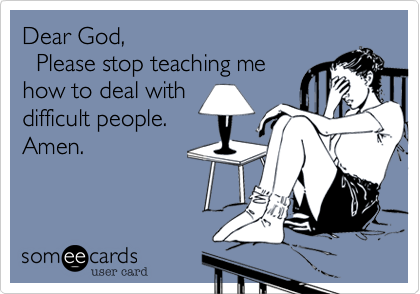 Dear God,
Please stop teaching me
how to deal with
difficult people.
Amen.
someecards
user card